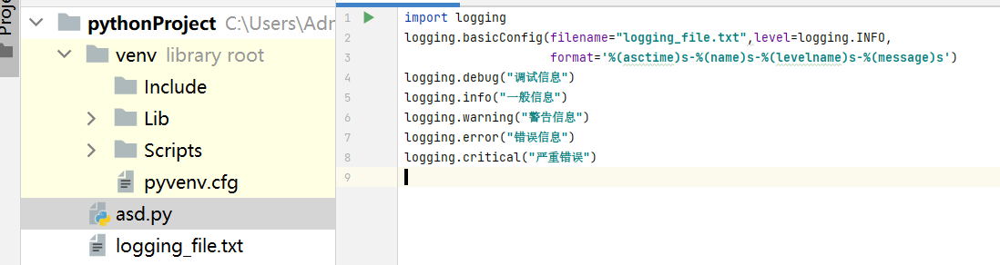 Proje
pythonProject C:\Users\Adr
venv library root
Include
Lib
Scripts
pyvenv.cfg
asd.py
logging_file.txt
1 import logging
2 logging.basicConfig(filename="logging_file.txt",level=logging.INFO,
3 format='%(asctime)s-%(name)s-%(levelname)s-%(message)s')
4 logging.debug("调试信息")
5 logging.info("一般信息")
6 logging.warning("警告信息")
7 logging.error("错误信息")
8 logging.critical("严重错误")
9